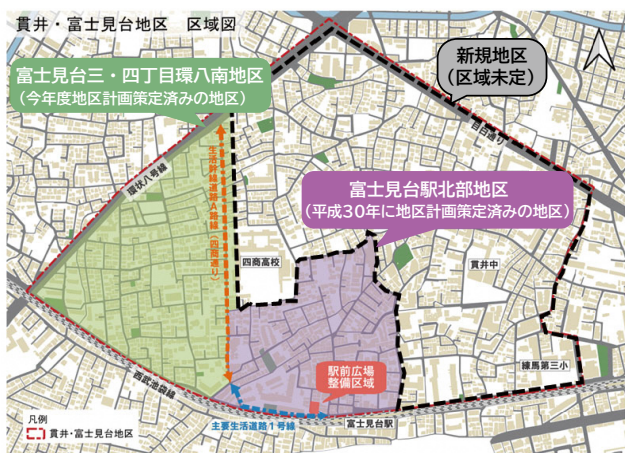 貫井・富士見台地区　区域図
新規地区
(区域未定)
富士見台三・四丁目環八南地区
(今年度地区計画策定済みの地区)
目白通り
環状八号線
生活幹線道路A路線(四商通り)
富士見台駅北部地区
(平成30年に地区計画策定済みの地区)
四商高校
貫井中
練馬第三小
西武池袋線
駅前広場
整備区域
主要生活道路1号線
富士見台駅
凡例
貫井・富士見台地区